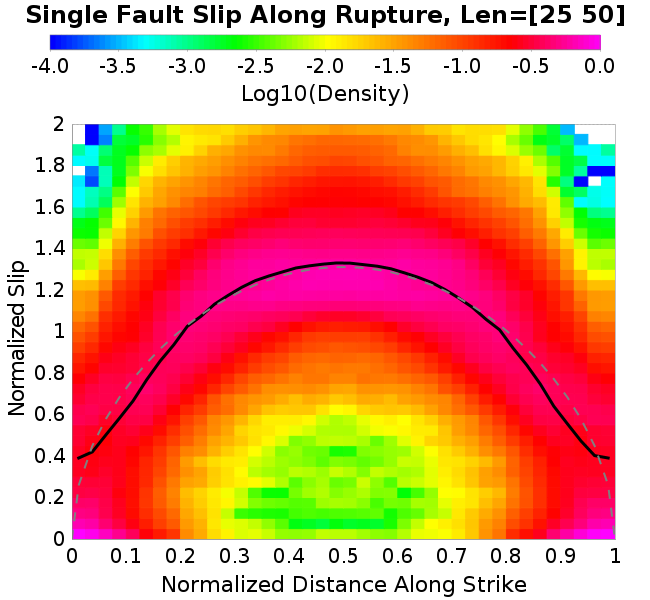 Single Fault Slip Along Rupture, Len=[25 50]
-4.0 -3.5 -3.0 -2.5 -2.0 -1.5 -1.0 -0.5 0.0
Log10(Density)
2
1.8
1.6
1.4
1.2
1
0.8
0.6
0.4
0.2
0
Normalized Slip
0 0.1 0.2 0.3 0.4 0.5 0.6 0.7 0.8 0.9 1
Normalized Distance Along Strike